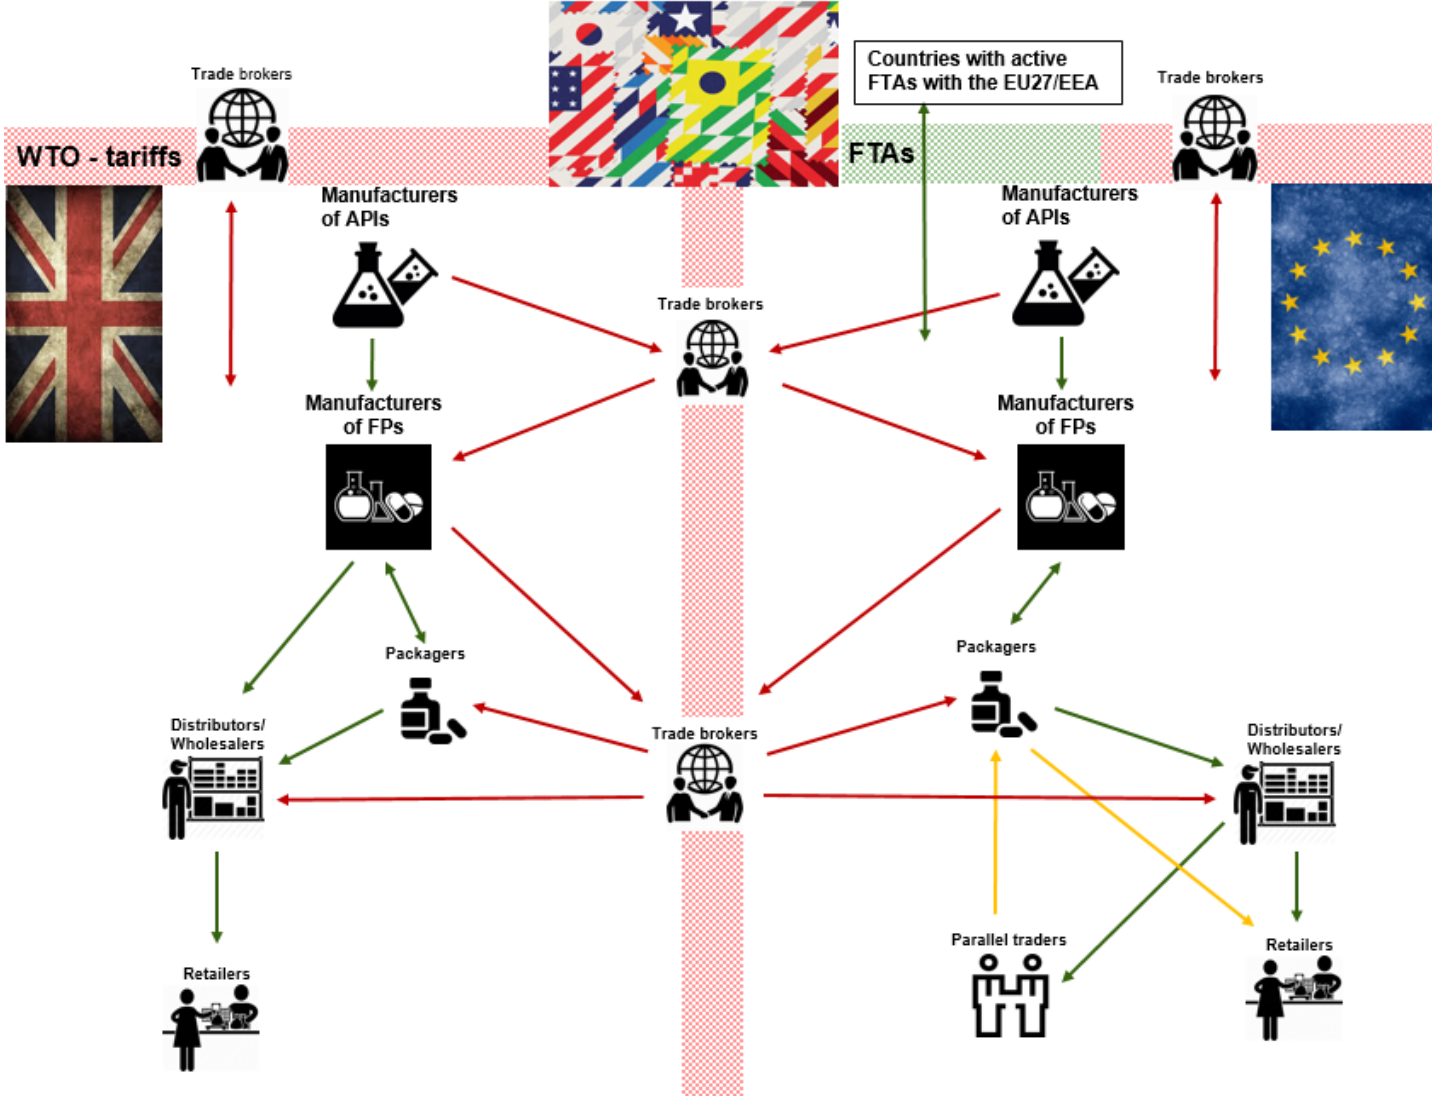 Countries with active
FTAs with the EU27/EEA
Trade brokers
Trade brokers
WTO - tariffs
FTAs
Manufacturers
of APIs
Manufacturers
of APIs
Trade brokers
Manufacturers
of FPs
Manufacturers
of FPs
Packagers
Packagers
Distributors/
Wholesalers
Trade brokers
Distributors/
Wholesalers
Parallel traders
Retailers
Retailers